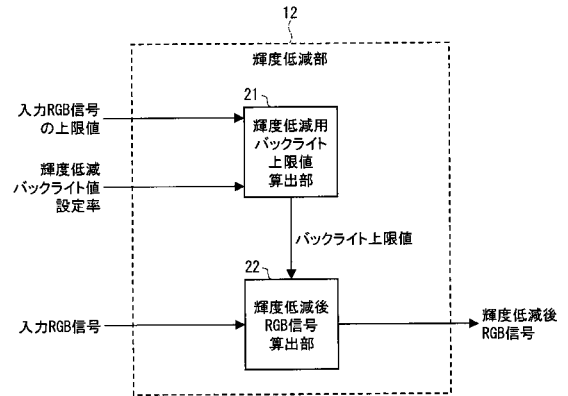 12
輝度低減部
入力RGB信号
の上限値
21
輝度低減用
バックライト
上限値
算出部
輝度低減
バックライト値
設定率
バックライト上限値
22
輝度低減後
RGB信号
算出部
入力RGB信号
輝度低減後
RGB信号